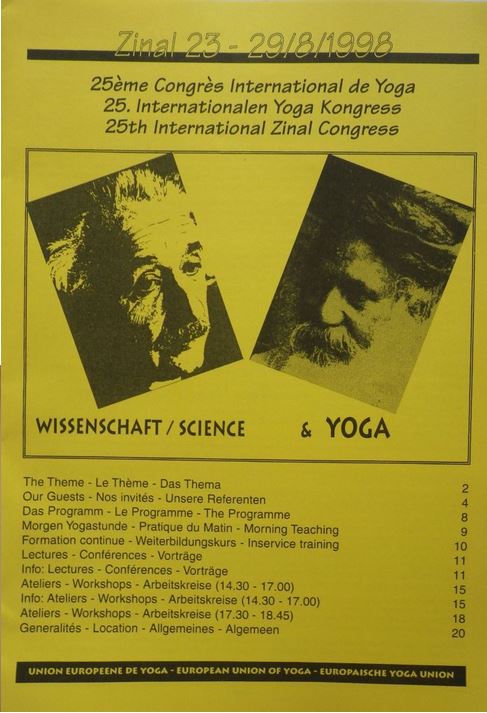 Zinal 23 - 29/8/1998
25ème Congrès International de Yoga
25. Internationalen Yoga Kongress
25th International Zinal Congress
WISSENSCHAFT / SCIENCE & YOGA
The Theme - Le Thème - Das Thema 2
Our Guests - Nos invités - Unsere Referenten 4
Das Programm - Le Programme - The Programme 8
Morgen Yogastunde - Pratique du Matin - Morning Teaching 9
Formation continue - Weiterbildungskurs - Inservice training 10
Lectures - Conférences - Vorträge 11
Info: Lectures - Conférences - Vorträge 11
Ateliers - Workshops - Arbeitskreise (14.30 - 17.00) 15
Info: Ateliers - Workshops - Arbeitskreise (14.30 - 17.00) 15
Ateliers - Workshops - Arbeitskreise (17.30 - 18.45) 18
Generalités - Location - Allgemeines - Algemeen 20
UNION EUROPEENE DE YOGA - EUROPEAN UNION OF YOGA - EUROPAISCHE YOGA UNION